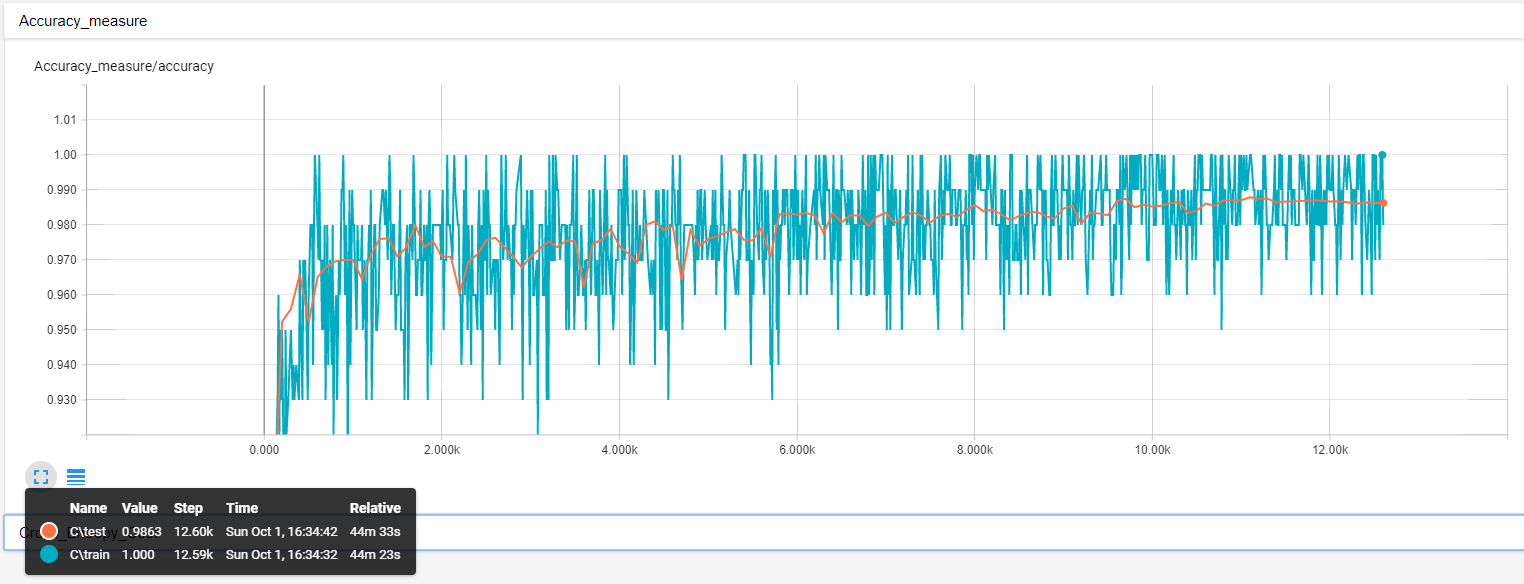 Accuracy_measure
Accuracy_measure/accuracy
1.01
1.00
0.990
0.980
0.970
0.960
0.950
0.940
0.930
0.000 2.000k 4.000k 6.000k 8.000k 10.00k 12.00k
Name Value Step Time Relative
C\test 0.9863 12.60k Sun Oct 1, 16:34:42 44m 33s
C\train 1.000 12.59k Sun Oct 1, 16:34:32 44m 23s